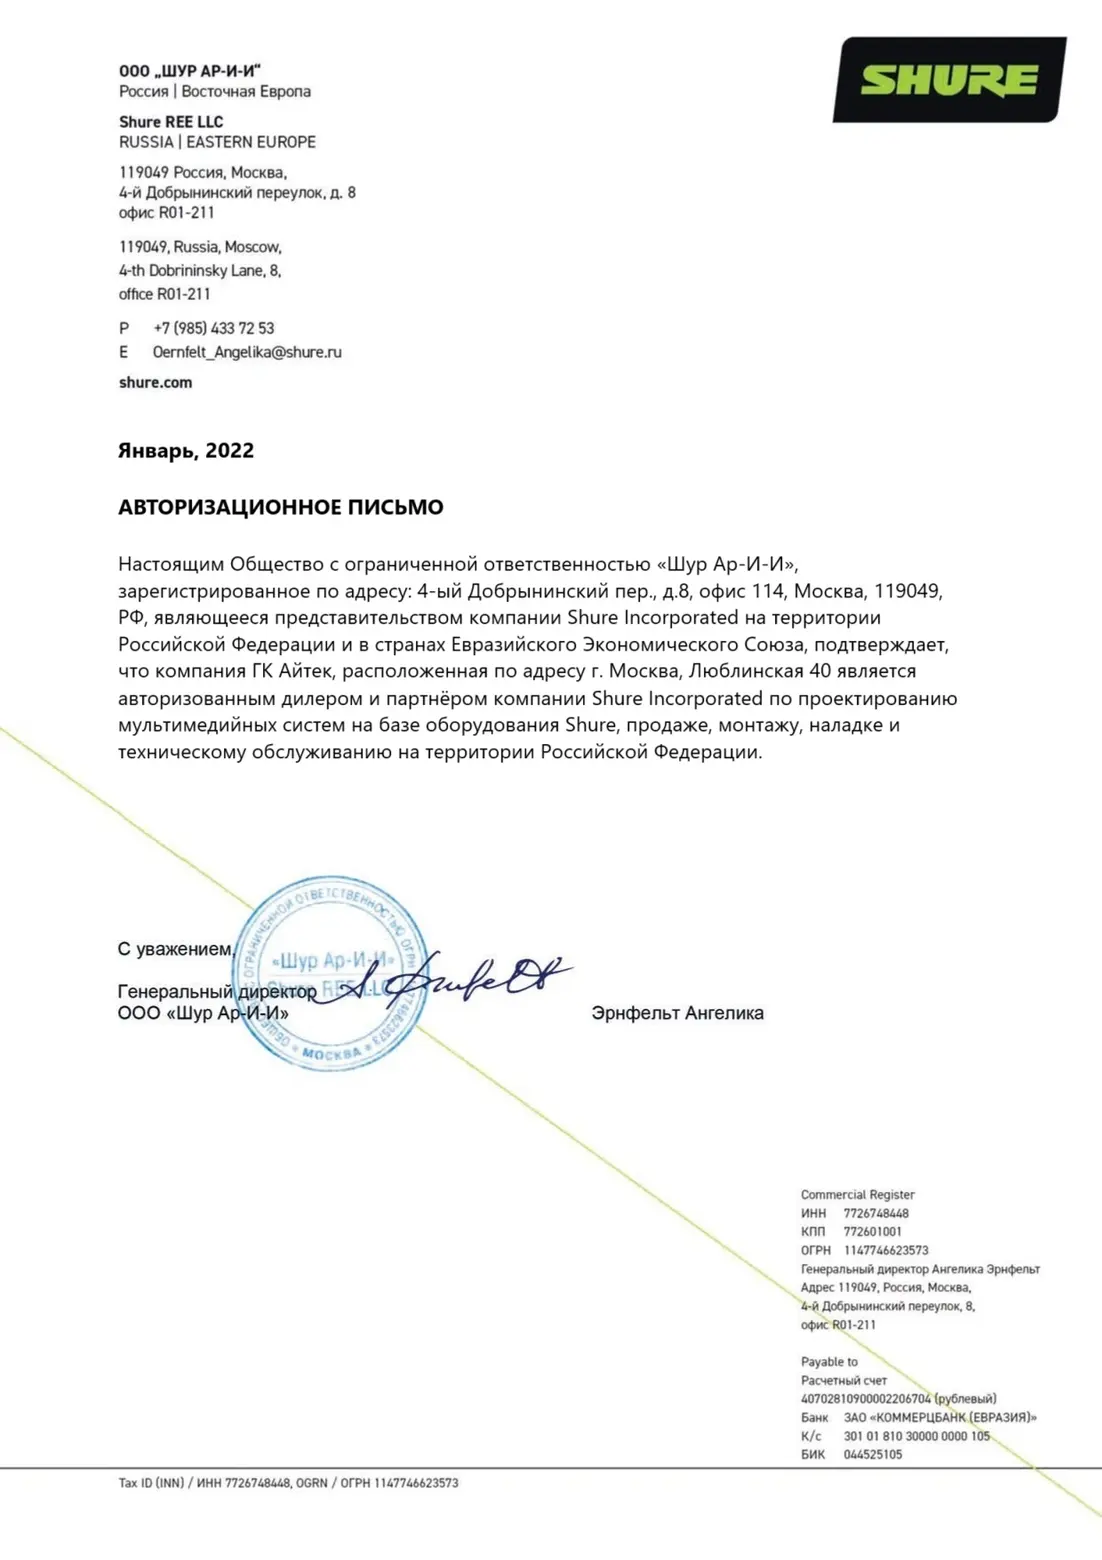 SHURE
ООО „ШУР АР-И-И“
Россия | Восточная Европа
Shure REE LLC
RUSSIA | EASTERN EUROPE
119049 Россия, Москва,
4-й Добрынинский переулок, д. 8
офис R01-211
119049, Russia, Moscow,
4-th Dobrininsky Lane, 8,
office R01-211
P +7 (985) 433 72 53
E Oernfelt_Angelika@shure.ru
shure.com
Январь, 2022
АВТОРИЗАЦИОННОЕ ПИСЬМО
Настоящим Общество с ограниченной ответственностью «Шур Ар-И-И»,
зарегистрированное по адресу: 4-ый Добрынинский пер., д.8, офис 114, Москва, 119049,
РФ, являющееся представительством компании Shure Incorporated на территории
Российской Федерации и в странах Евразийского Экономического Союза, подтверждает,
что компания ГК Айтек, расположенная по адресу г. Москва, Люблинская 40 является
авторизованным дилером и партнёром компании Shure Incorporated по проектированию
мультимедийных систем на базе оборудования Shure, продаже, монтажу, наладке и
техническому обслуживанию на территории Российской Федерации.
С уважением,
Генеральный директор
ООО «Шур Ар-И-И»
Эрнфельт Ангелика
ОГРАНИЧЕННОЙ ОТВЕТСТВЕННОСТЬЮ ОГРН 1147746623573
«Шур Ар-И-И»
Shure REE LLC
* МОСКВА *
Commercial Register
ИНН 7726748448
КПП 772601001
ОГРН 1147746623573
Генеральный директор Ангелика Эрнфельт
Адрес 119049, Россия, Москва,
4-й Добрынинский переулок, 8,
офис R01-211
Payable to
Расчетный счет
40702810900002206704 (рублевый)
Банк ЗАО «КОММЕРЦБАНК (ЕВРАЗИЯ)»
К/с 301 01 810 30000 0000 105
БИК 044525105
Tax ID (INN) / ИНН 7726748448, OGRN / ОГРН 1147746623573